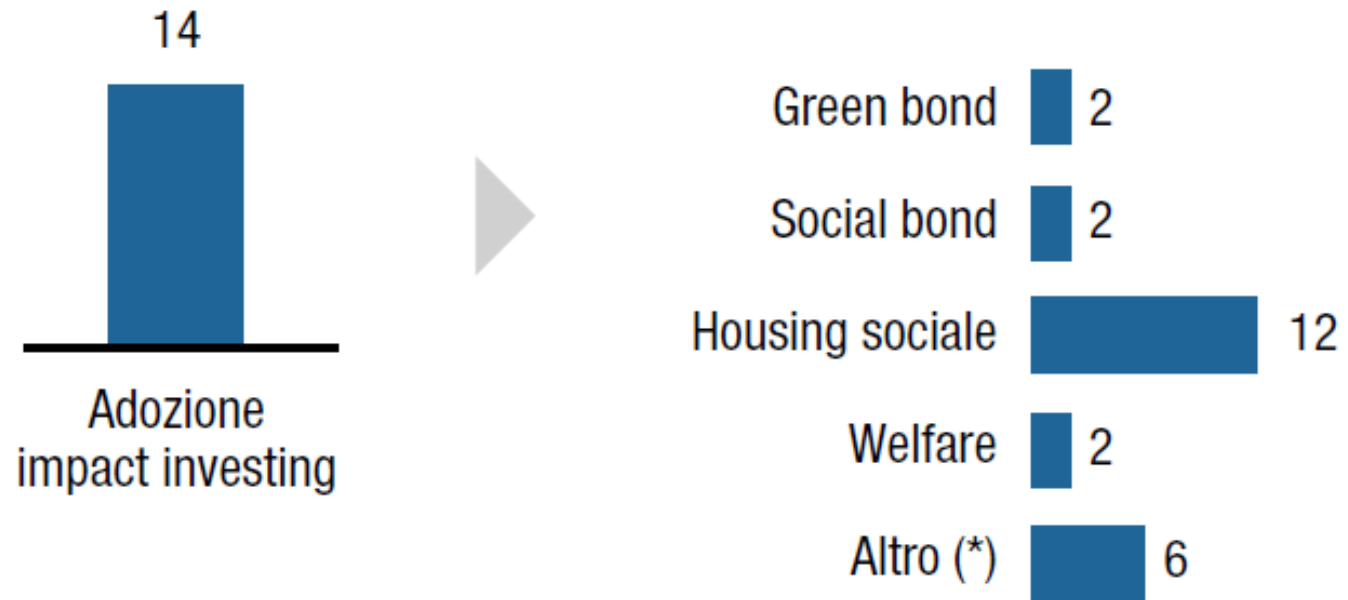 14
Adozione
impact investing
Green bond 2
Social bond 2
Housing sociale 12
Welfare 2
Altro (*) 6